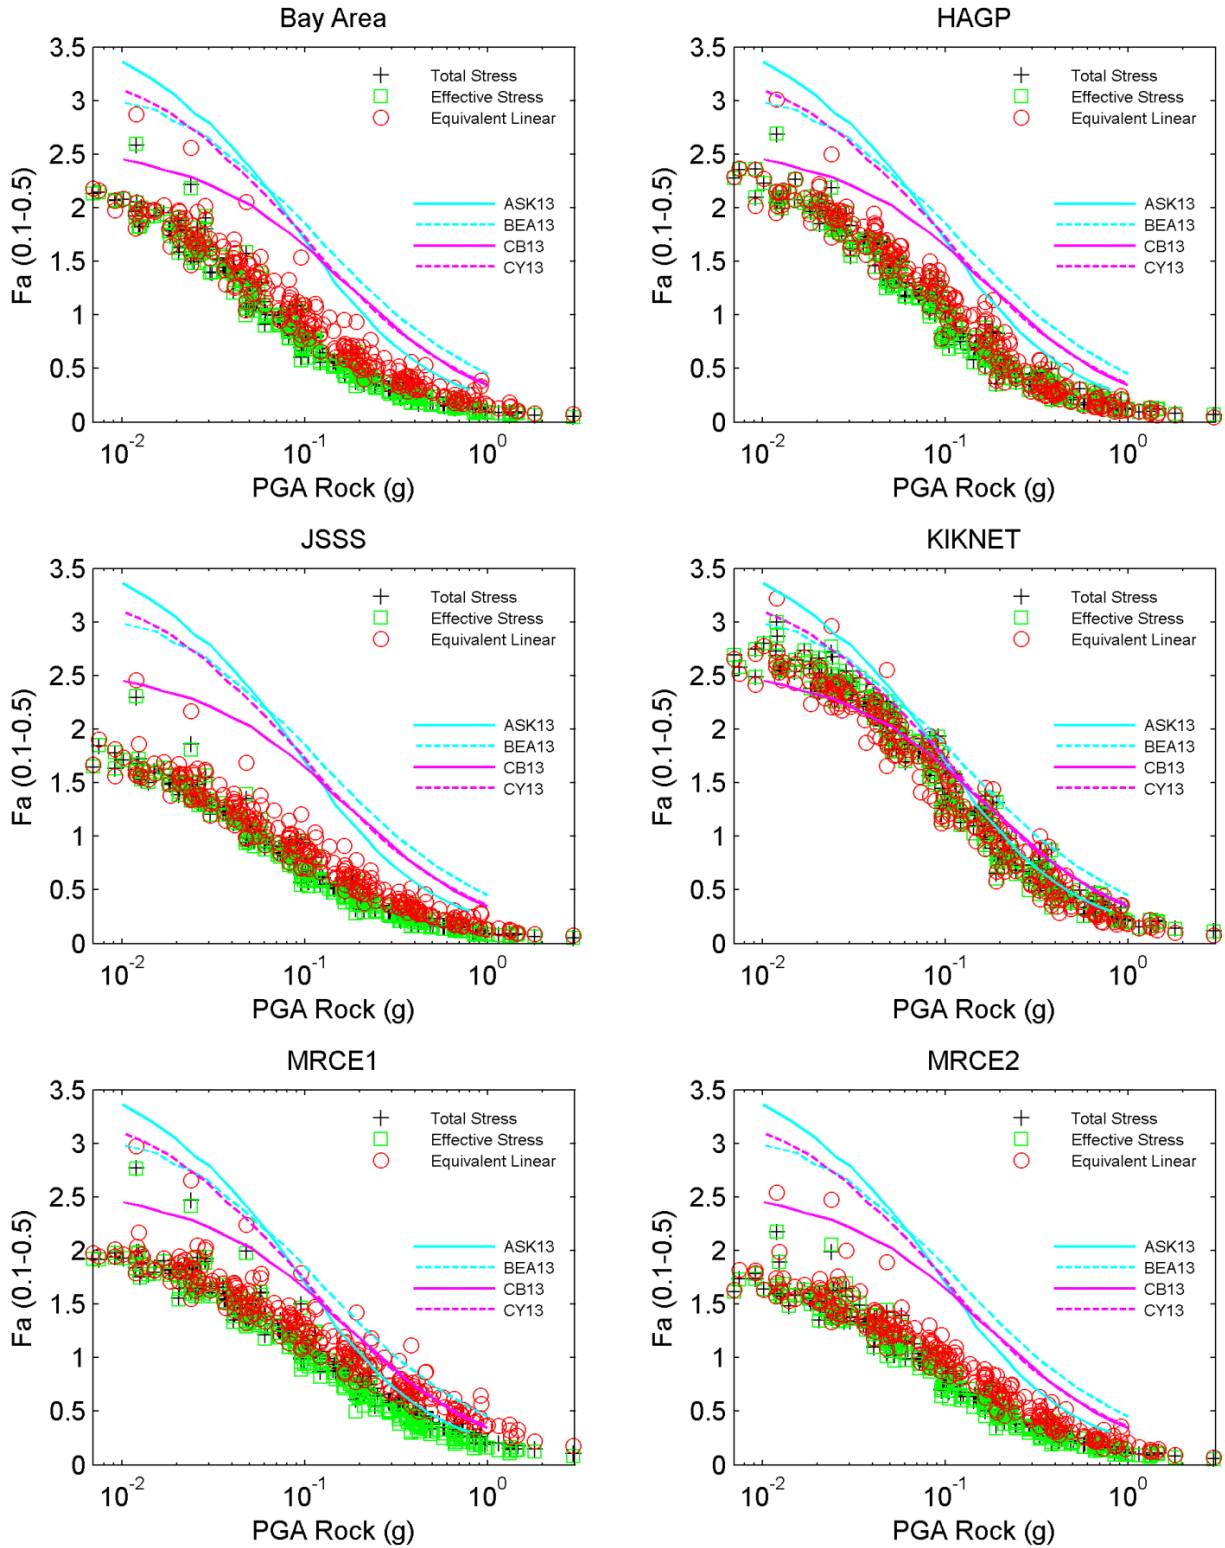 Bay Area
3.5
3
2.5
2
1.5
1
0.5
0
Fa (0.1-0.5)
Total Stress
Effective Stress
Equivalent Linear
ASK13
BEA13
CB13
CY13
10^-2
10^-1
10^0
PGA Rock (g)
HAGP
3.5
3
2.5
2
1.5
1
0.5
0
Fa (0.1-0.5)
Total Stress
Effective Stress
Equivalent Linear
ASK13
BEA13
CB13
CY13
10^-2
10^-1
10^0
PGA Rock (g)
JSSS
3.5
3
2.5
2
1.5
1
0.5
0
Fa (0.1-0.5)
Total Stress
Effective Stress
Equivalent Linear
ASK13
BEA13
CB13
CY13
10^-2
10^-1
10^0
PGA Rock (g)
KIKNET
3.5
3
2.5
2
1.5
1
0.5
0
Fa (0.1-0.5)
Total Stress
Effective Stress
Equivalent Linear
ASK13
BEA13
CB13
CY13
10^-2
10^-1
10^0
PGA Rock (g)
MRCE1
3.5
3
2.5
2
1.5
1
0.5
0
Fa (0.1-0.5)
Total Stress
Effective Stress
Equivalent Linear
ASK13
BEA13
CB13
CY13
10^-2
10^-1
10^0
PGA Rock (g)
MRCE2
3.5
3
2.5
2
1.5
1
0.5
0
Fa (0.1-0.5)
Total Stress
Effective Stress
Equivalent Linear
ASK13
BEA13
CB13
CY13
10^-2
10^-1
10^0
PGA Rock (g)